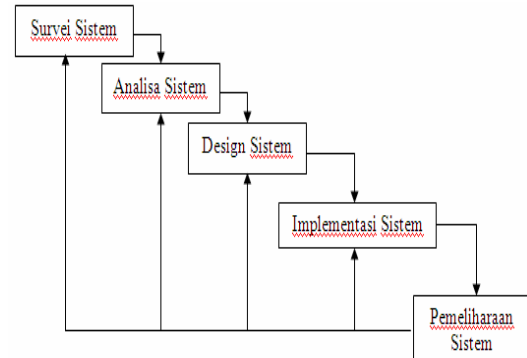 Survei Sistem
Analisa Sistem
Design Sistem
Implementasi Sistem
Pemeliharaan
Sistem